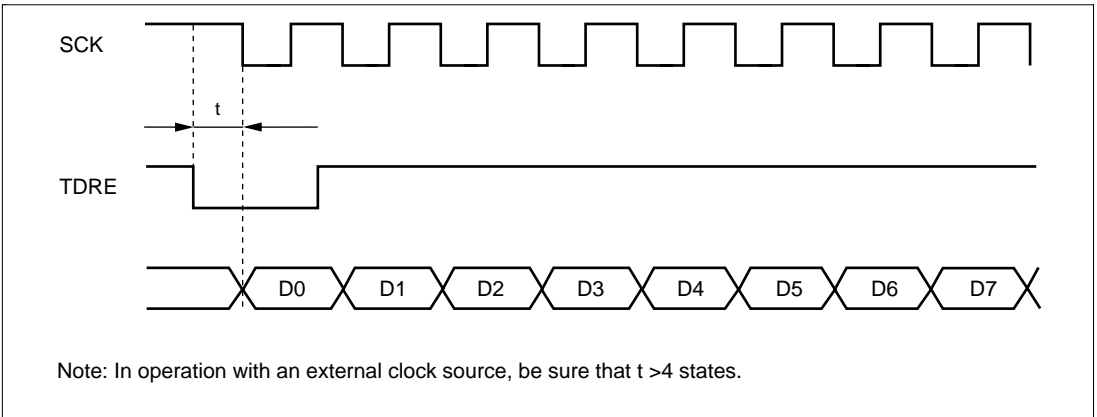 SCK
t
TDRE
D0 D1 D2 D3 D4 D5 D6 D7
Note: In operation with an external clock source, be sure that t >4 states.